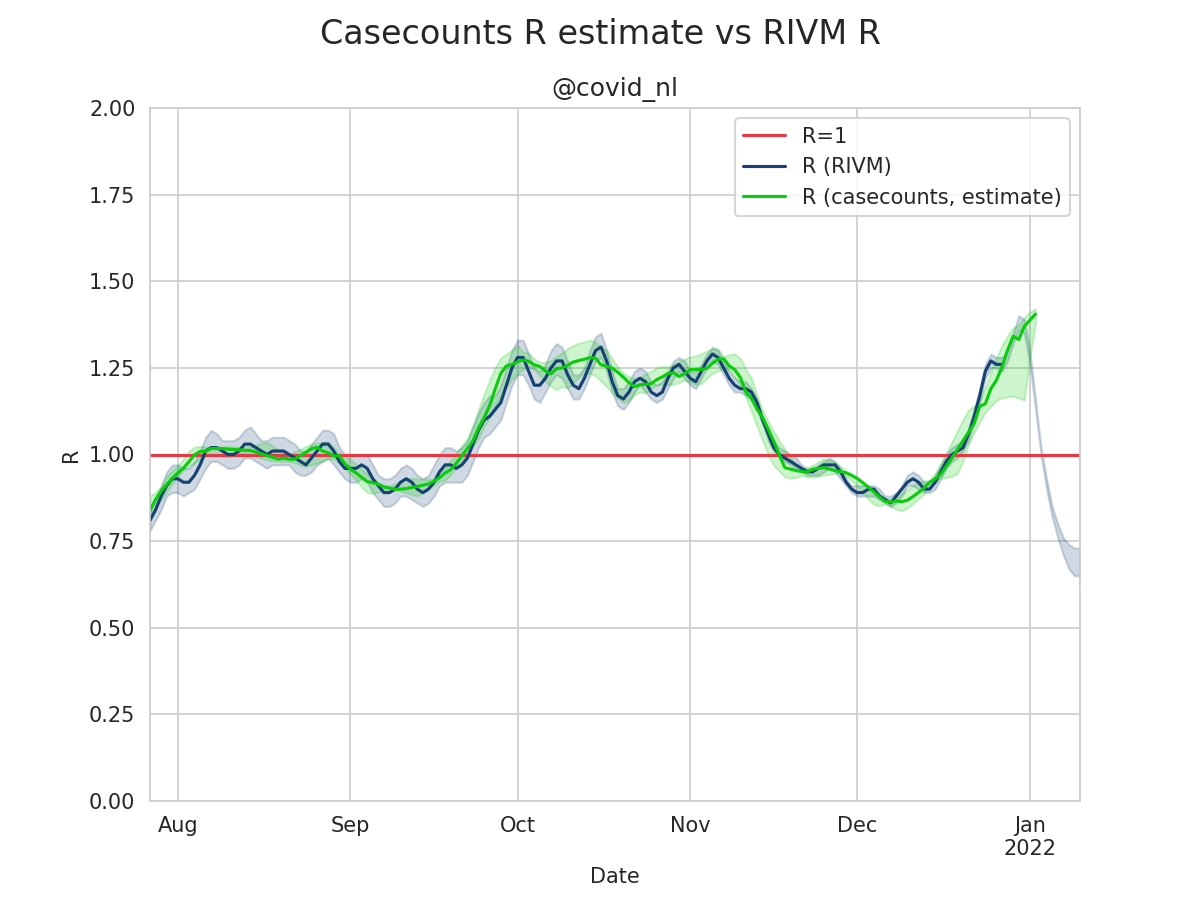 Casecounts R estimate vs RIVM R
@covid_nl
R=1
R (RIVM)
R (casecounts, estimate)
2.00
1.75
1.50
1.25
1.00
0.75
0.50
0.25
0.00
R
Aug Sep Oct Nov Dec Jan
2022
Date